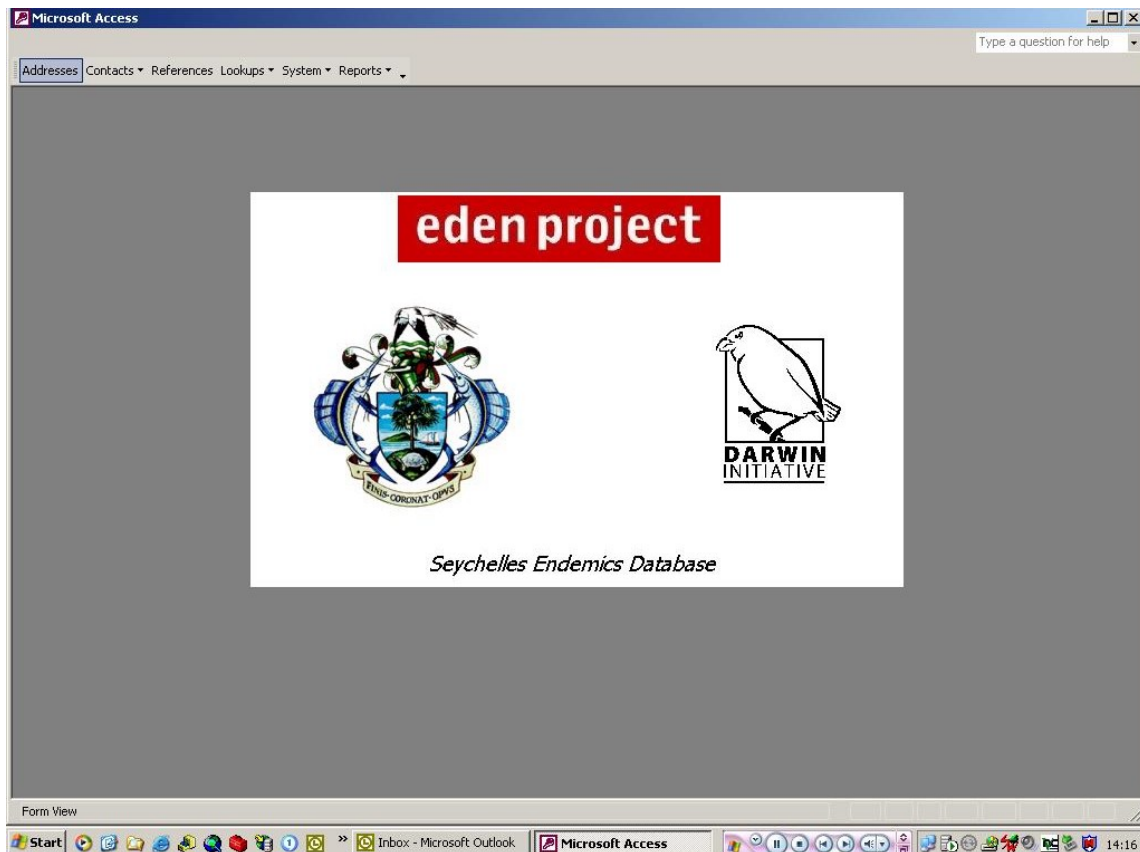 Microsoft Access
Type a question for help
Addresses Contacts References Lookups System Reports
eden project
FINIS·CORONAT·OPVS
DARWIN
INITIATIVE
Seychelles Endemics Database
Form View
Start » Inbox - Microsoft Outlook Microsoft Access 14:16